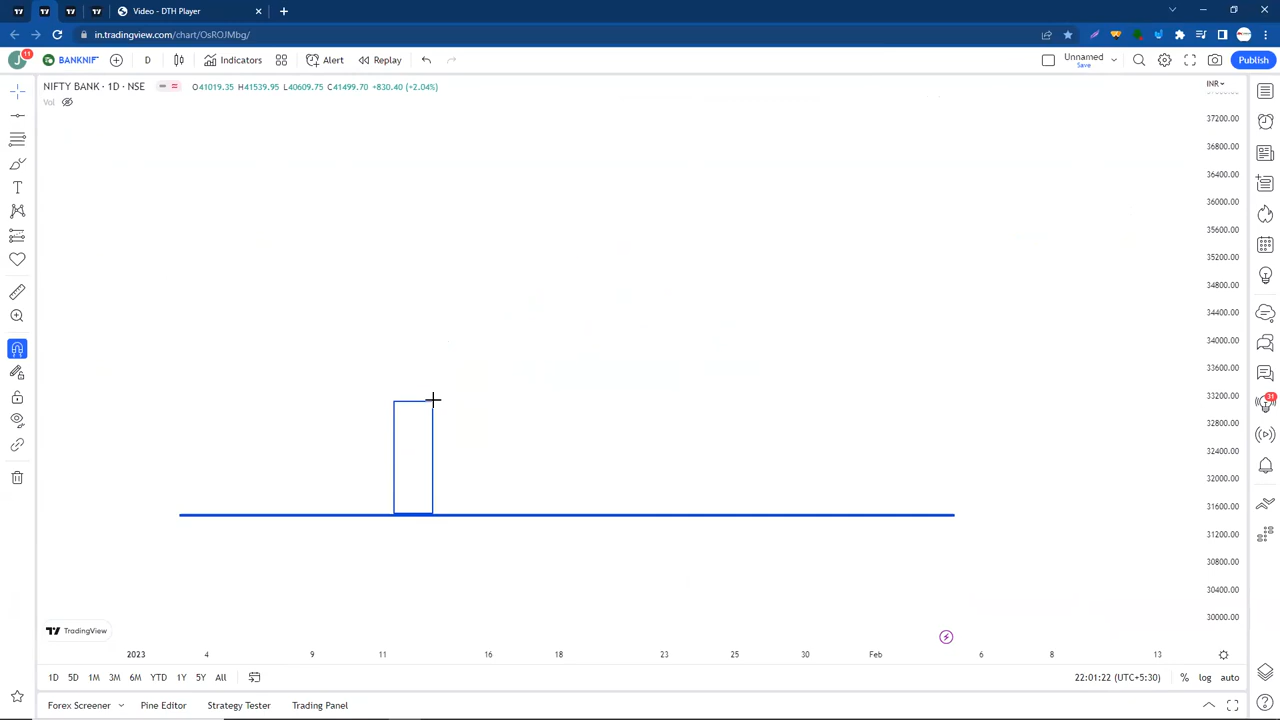 Video - DTH Player
in.tradingview.com/chart/OsROJMbg/
J 11 BANKNIF D Indicators Alert Replay Unnamed Save Publish
NIFTY BANK · 1D · NSE O41019.35 H41539.95 L40609.75 C41499.70 +830.40 (+2.04%) INR
Vol
37200.00
36800.00
36400.00
36000.00
35600.00
35200.00
34800.00
34400.00
34000.00
33600.00
33200.00
31
32800.00
32400.00
32000.00
31600.00
31200.00
30800.00
30400.00
30000.00
TradingView
2023 4 9 11 16 18 23 25 30 Feb 6 8 13
1D 5D 1M 3M 6M YTD 1Y 5Y All 22:01:22 (UTC+5:30) % log auto
Stock Screener Pine Editor Strategy Tester Trading Panel